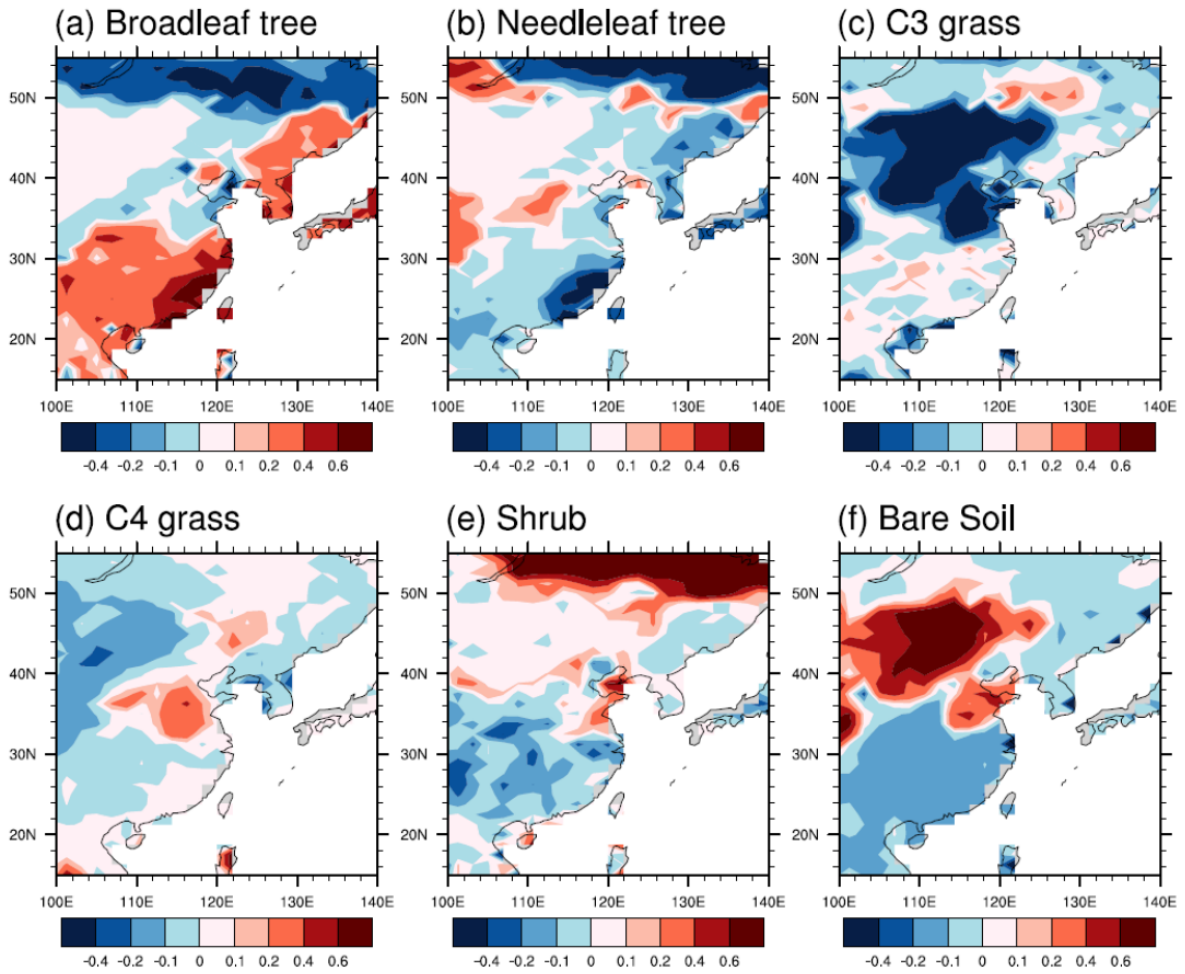 (a) Broadleaf tree (b) Needleleaf tree (c) C3 grass
50N 50N 50N
40N 40N 40N
30N 30N 30N
20N 20N 20N
100E 110E 120E 130E 140E 100E 110E 120E 130E 140E 100E 110E 120E 130E 140E
-0.4 -0.2 -0.1 0 0.1 0.2 0.4 0.6 -0.4 -0.2 -0.1 0 0.1 0.2 0.4 0.6 -0.4 -0.2 -0.1 0 0.1 0.2 0.4 0.6
(d) C4 grass (e) Shrub (f) Bare Soil
50N 50N 50N
40N 40N 40N
30N 30N 30N
20N 20N 20N
100E 110E 120E 130E 140E 100E 110E 120E 130E 140E 100E 110E 120E 130E 140E
-0.4 -0.2 -0.1 0 0.1 0.2 0.4 0.6 -0.4 -0.2 -0.1 0 0.1 0.2 0.4 0.6 -0.4 -0.2 -0.1 0 0.1 0.2 0.4 0.6